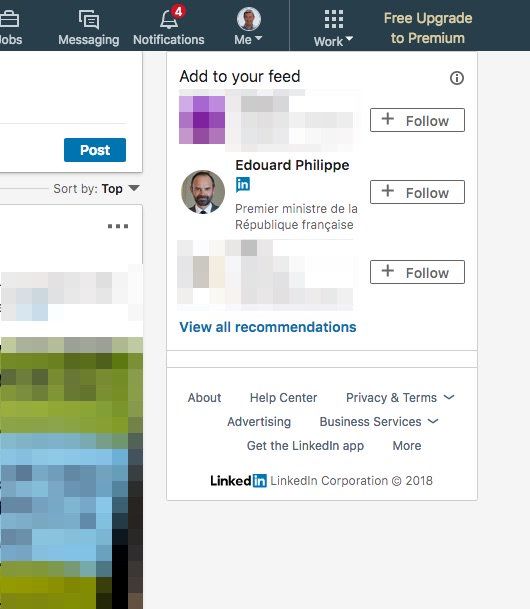 Jobs
Messaging
4
Notifications
Me
Work
Free Upgrade
to Premium
Add to your feed
Follow
Post
Edouard Philippe
in
Follow
Premier ministre de la
République française
Sort by: Top
Follow
View all recommendations
About Help Center Privacy & Terms
Advertising Business Services
Get the LinkedIn app More
Linked in LinkedIn Corporation © 2018